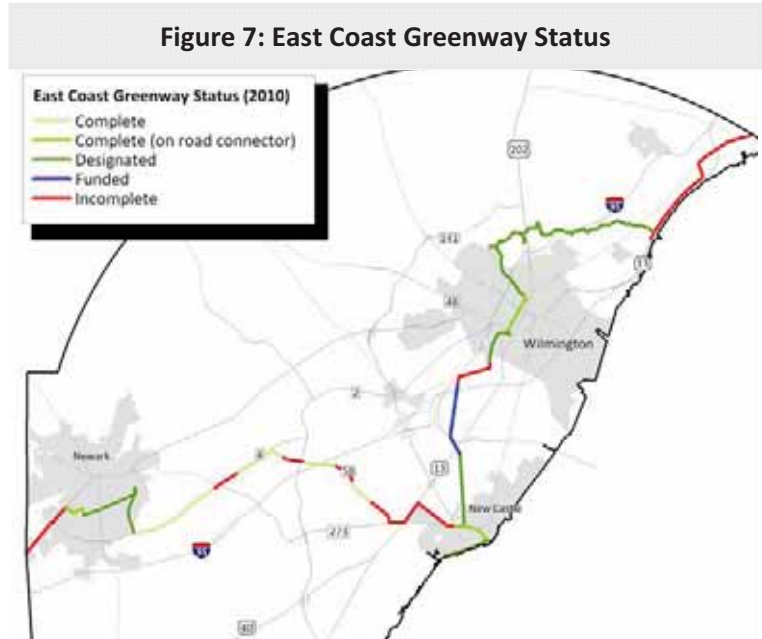 Figure 7: East Coast Greenway Status
East Coast Greenway Status (2010)
Complete
Complete (on road connector)
Designated
Funded
Incomplete
202
95
141
13
48
Wilmington
2
Newark
4
58
13
New Castle
273
95
40